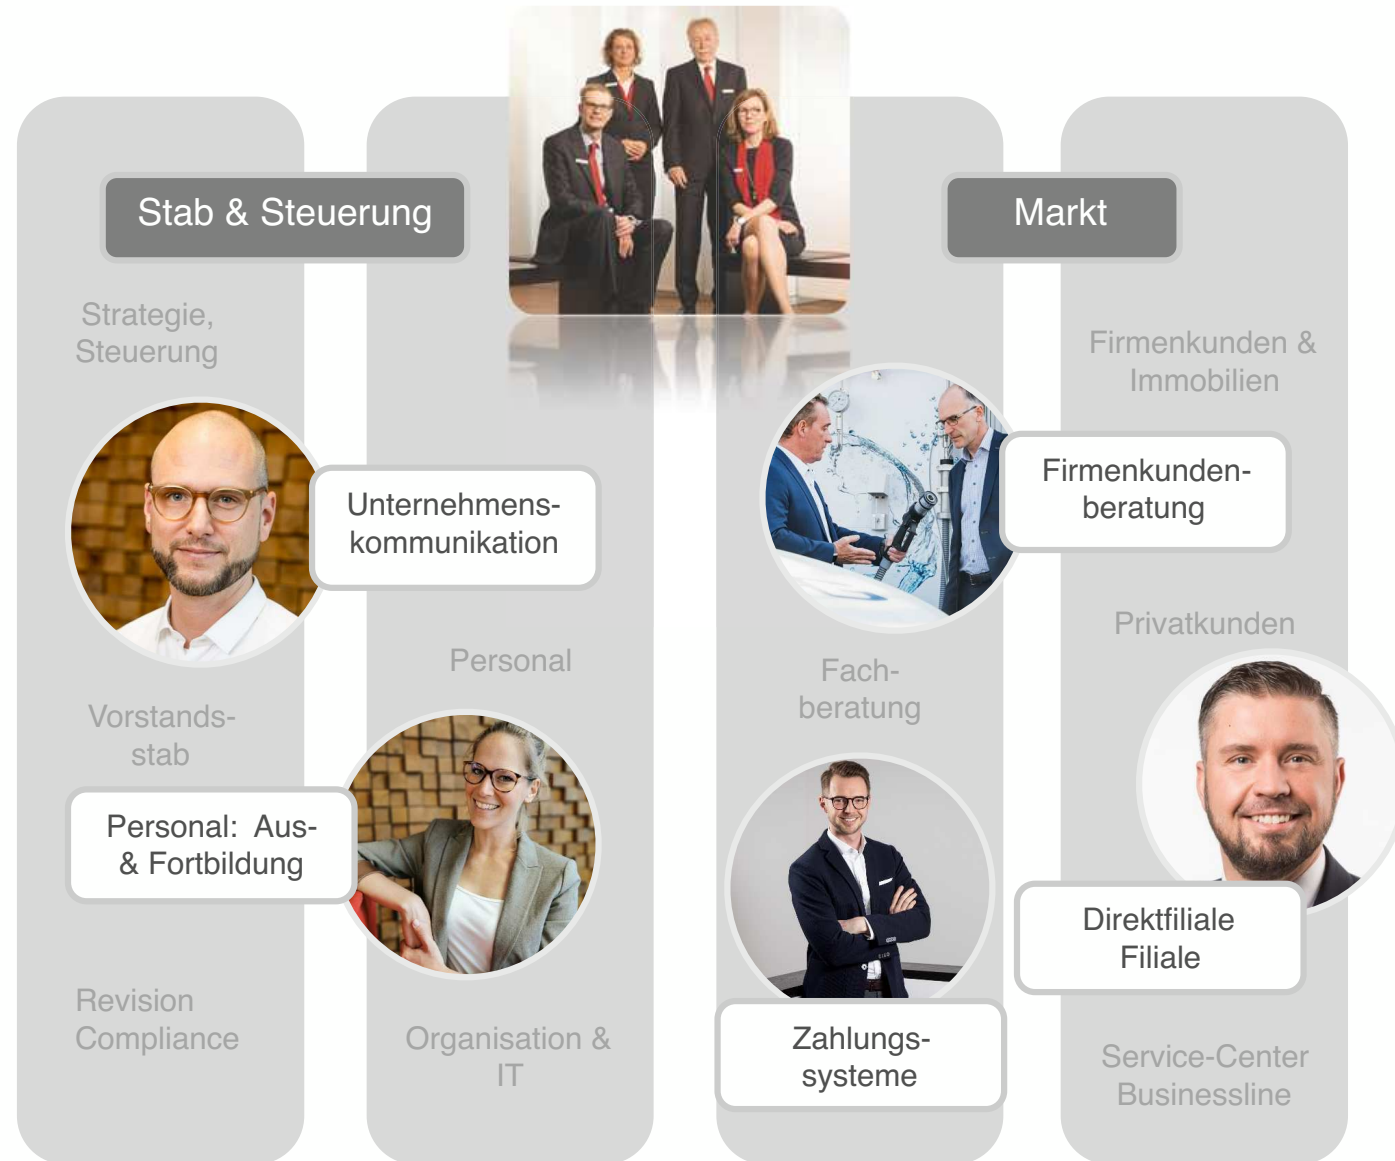 Stab & Steuerung
Markt
Strategie,
Steuerung
Unternehmens-
kommunikation
Personal
Vorstands-
stab
Personal:  Aus-
& Fortbildung
Revision
Compliance
Organisation &
IT
Firmenkunden &
Immobilien
Firmenkunden-
beratung
Privatkunden
Fach-
beratung
Direktfiliale
Filiale
Zahlungs-
systeme
Service-Center
Businessline